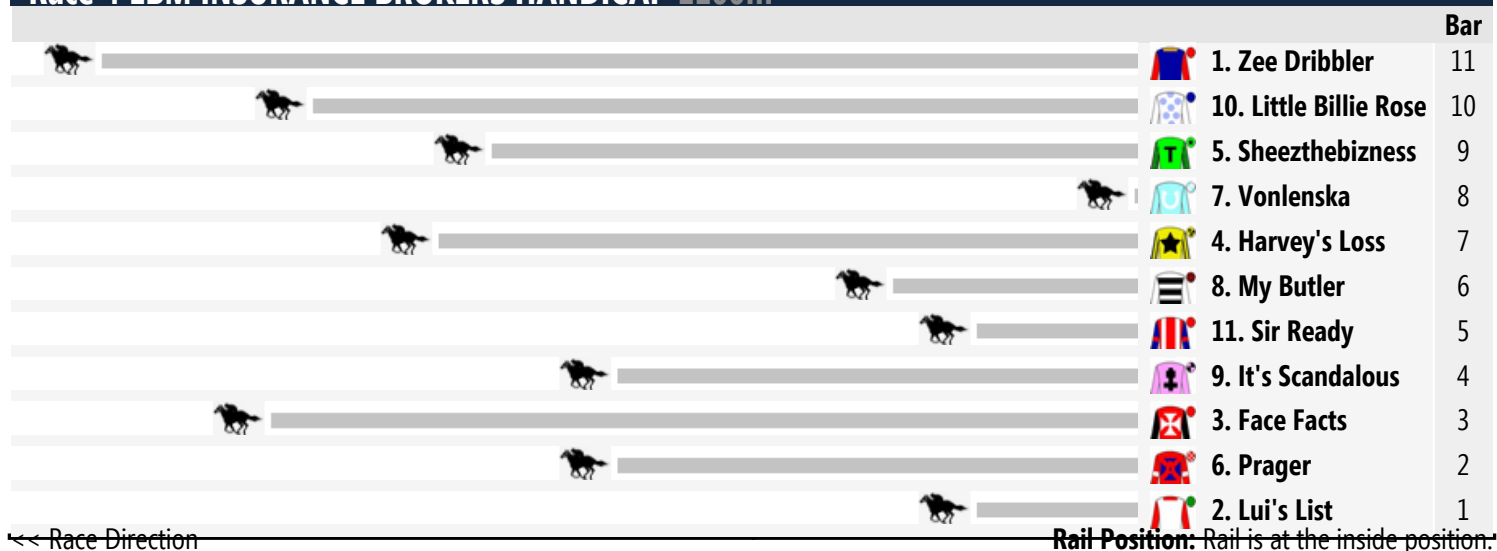 Bar
1. Zee Dribbler 11
10. Little Billie Rose 10
5. Sheezthebizness 9
T
7. Vonlenska 8
4. Harvey's Loss 7
8. My Butler 6
11. Sir Ready 5
9. It's Scandalous 4
3. Face Facts 3
6. Prager 2
2. Lui's List 1
<< Race Direction Rail Position: Rail is at the inside position.